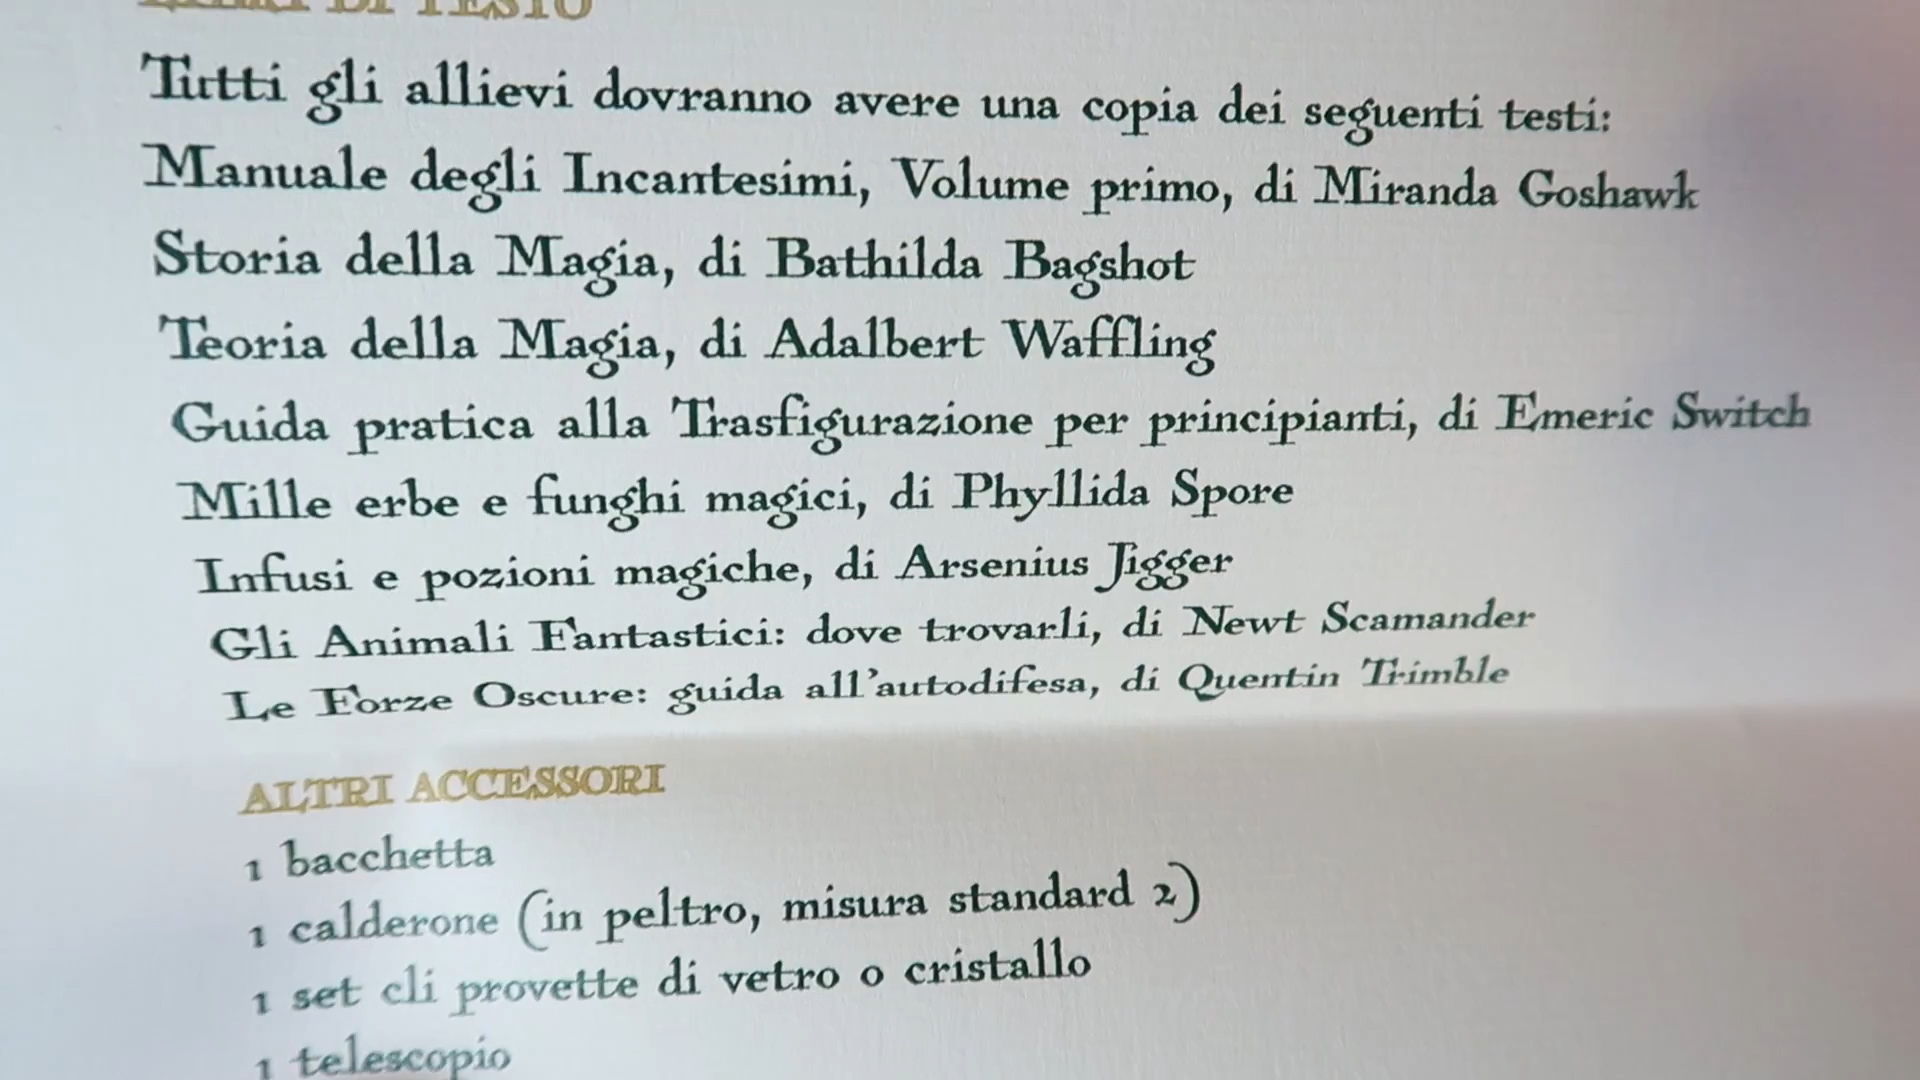 DI TESTO
Tutti gli allievi dovranno avere una copia dei seguenti testi:
Manuale degli Incantesimi, Volume primo, di Miranda Goshawk
Storia della Magia, di Bathilda Bagshot
Teoria della Magia, di Adalbert Waffling
Guida pratica alla Trasfigurazione per principianti, di Emeric Switch
Mille erbe e funghi magici, di Phyllida Spore
Infusi e pozioni magiche, di Arsenius Jigger
Gli Animali Fantastici: dove trovarli, di Newt Scamander
Le Forze Oscure: guida all'autodifesa, di Quentin Trimble
ALTRI ACCESSORI
1 bacchetta
1 calderone (in peltro, misura standard 2)
1 set cli provette di vetro o cristallo
1 telescopio